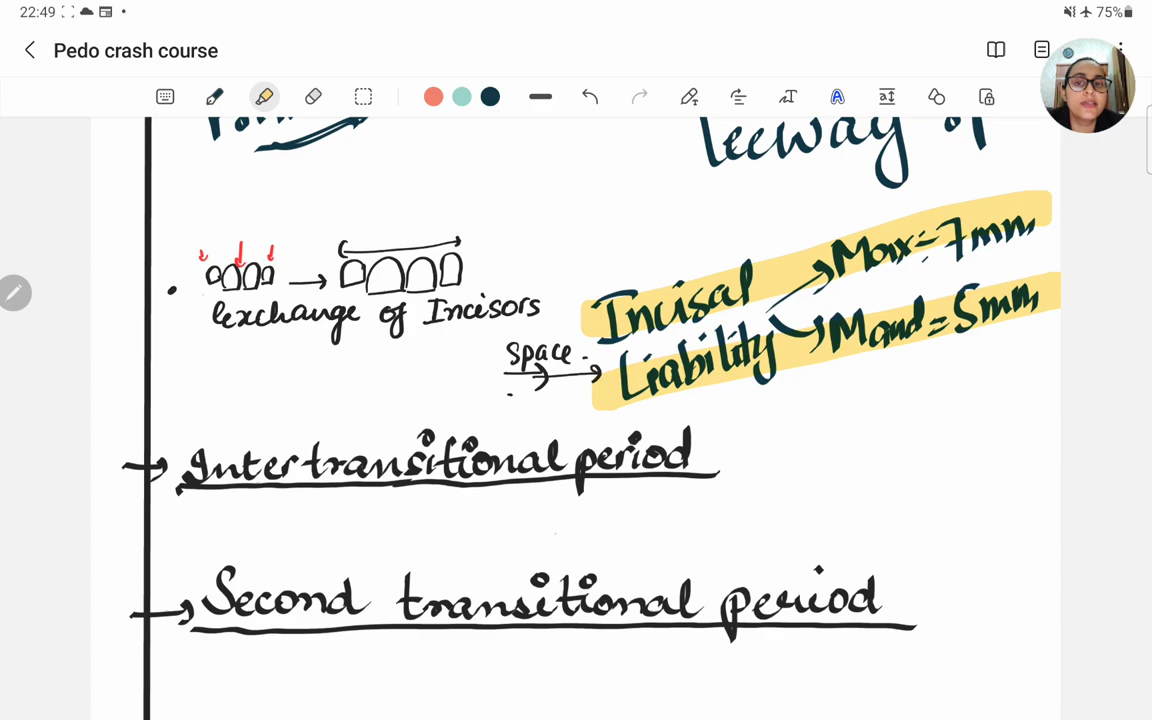 22:49
75%
Pedo crash course
Leeway of
exchange of Incisors
Incisal
Liability
Max = 7mm
Mand = 5mm
Space
Intertransitional period
Second transitional period